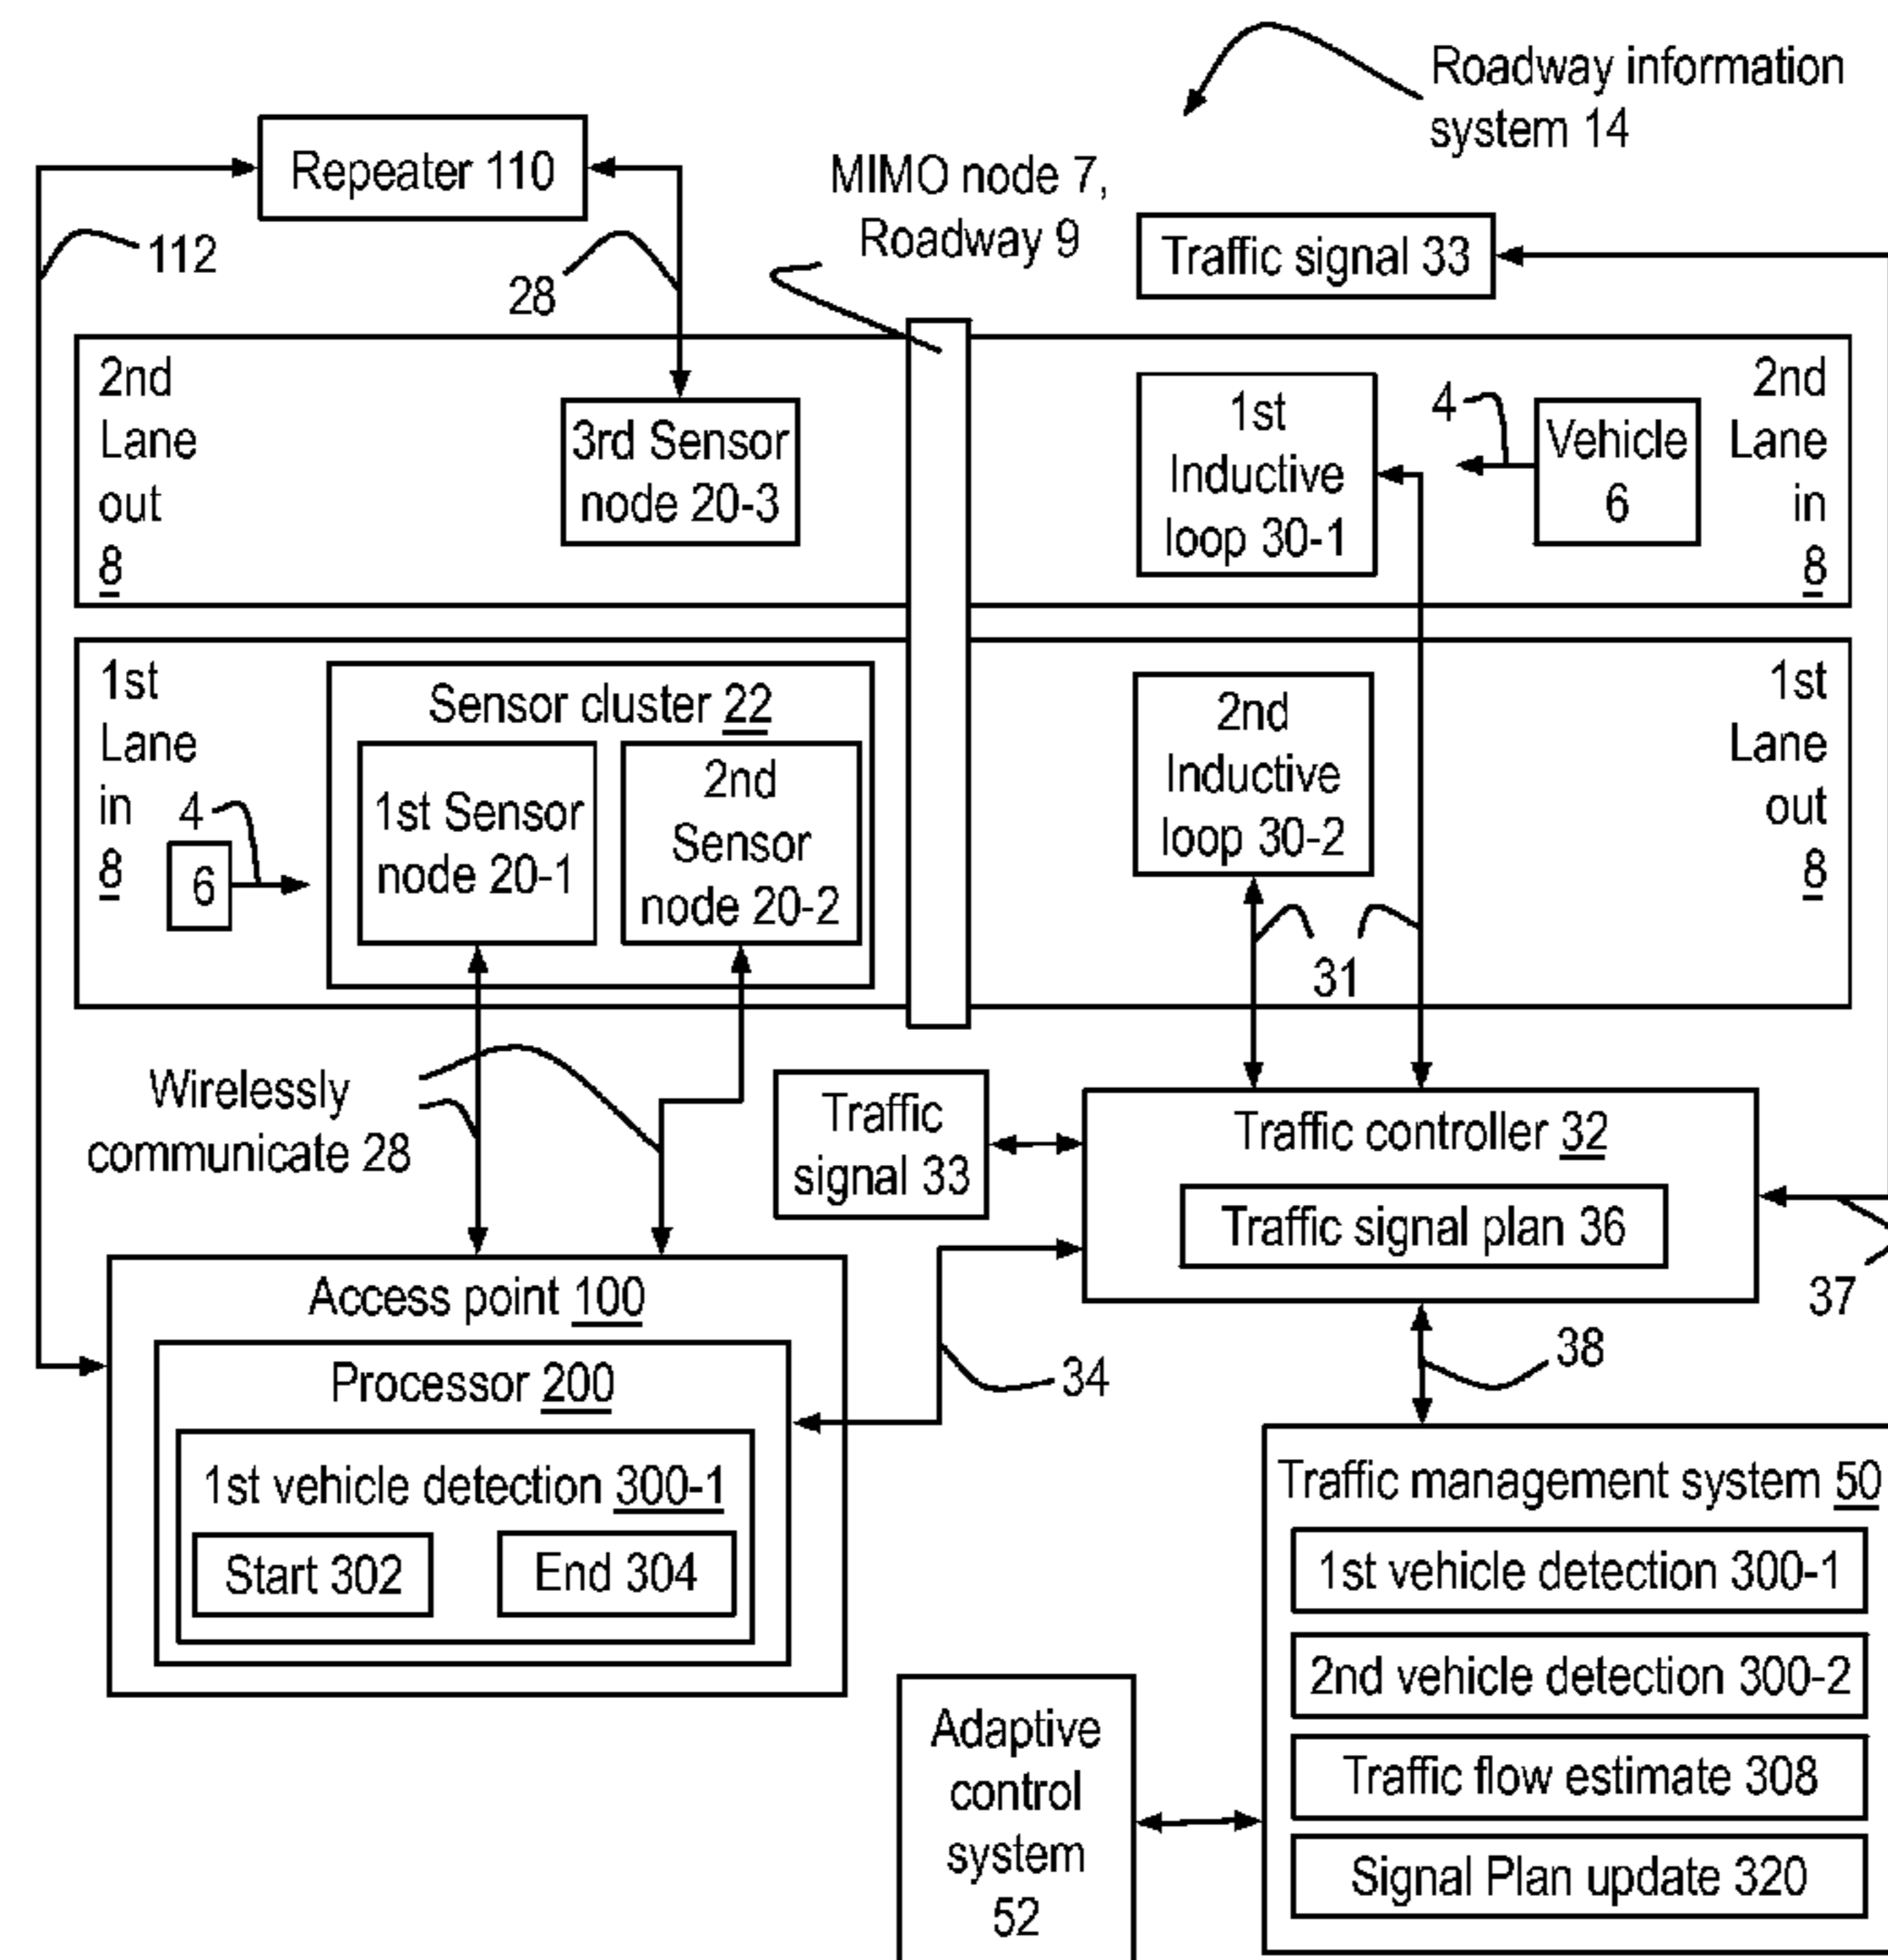 Roadway information
system 14
Repeater 110
MIMO node 7,
Roadway 9
Traffic signal 33
112
28
2nd
Lane
out
8
3rd Sensor
node 20-3
1st
Inductive
loop 30-1
4
Vehicle
6
2nd
Lane
in
8
1st
Lane
in
8
4
6
Sensor cluster 22
1st Sensor
node 20-1
2nd
Sensor
node 20-2
2nd
Inductive
loop 30-2
1st
Lane
out
8
31
Wirelessly
communicate 28
Traffic
signal 33
Traffic controller 32
Traffic signal plan 36
37
38
34
Access point 100
Processor 200
1st vehicle detection 300-1
Start 302
End 304
Traffic management system 50
1st vehicle detection 300-1
2nd vehicle detection 300-2
Traffic flow estimate 308
Signal Plan update 320
Adaptive
control
system
52